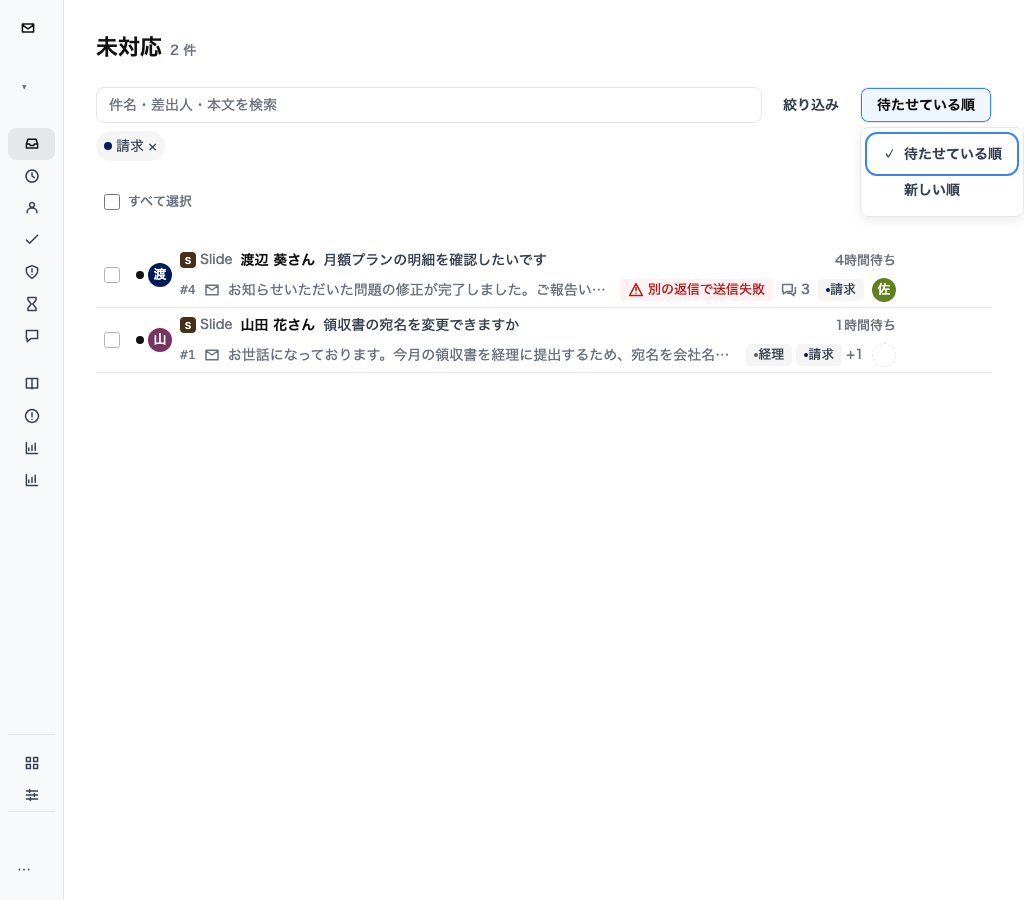 未対応 2 件
件名・差出人・本文を検索
絞り込み
待たせている順
請求 ×
✓ 待たせている順
新しい順
すべて選択
渡
S Slide 渡辺 葵さん 月額プランの明細を確認したいです
4時間待ち
#4 お知らせいただいた問題の修正が完了しました。ご報告い…
別の返信で送信失敗
3
•請求
佐
山
S Slide 山田 花さん 領収書の宛名を変更できますか
1時間待ち
#1 お世話になっております。今月の領収書を経理に提出するため、宛名を会社名…
•経理
•請求
+1